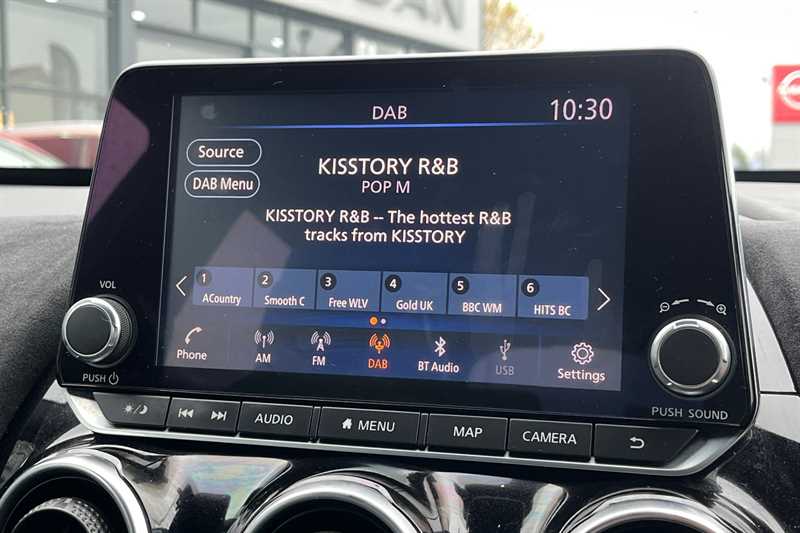 DAB
10:30
Source
DAB Menu
KISSTORY R&B
POP M
KISSTORY R&B -- The hottest R&B
tracks from KISSTORY
1 ACountry
2 Smooth C
3 Free WLV
4 Gold UK
5 BBC WM
6 HITS BC
Phone
AM
FM
DAB
BT Audio
USB
Settings
VOL
PUSH
PUSH SOUND
AUDIO
MENU
MAP
CAMERA